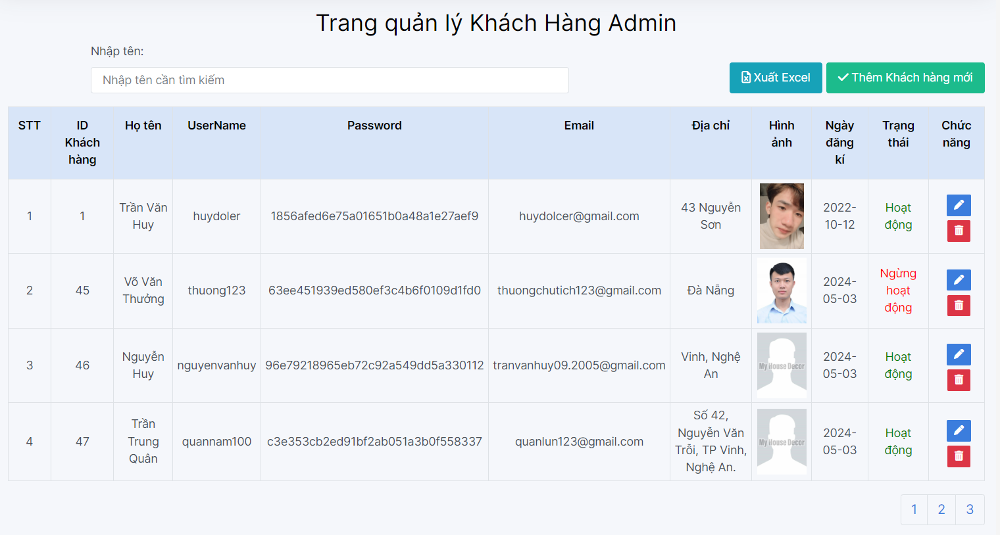 Trang quản lý Khách Hàng Admin
Nhập tên:
Nhập tên cần tìm kiếm
Xuất Excel
Thêm Khách hàng mới
STT ID Khách hàng Họ tên UserName Password Email Địa chỉ Hình ảnh Ngày đăng kí Trạng thái Chức năng
1 1 Trần Văn Huy huydoler 1856afed6e75a01651b0a48a1e27aef9 huydolcer@gmail.com 43 Nguyễn Sơn 2022-10-12 Hoạt động
2 45 Võ Văn Thưởng thuong123 63ee451939ed580ef3c4b6f0109d1fd0 thuongchutich123@gmail.com Đà Nẵng 2024-05-03 Ngừng hoạt động
3 46 Nguyễn Huy nguyenvanhuy 96e79218965eb72c92a549dd5a330112 tranvanhuy09.2005@gmail.com Vinh, Nghệ An My House Decor 2024-05-03 Hoạt động
4 47 Trần Trung Quân quannam100 c3e353cb2ed91bf2ab051a3b0f558337 quanlun123@gmail.com Số 42, Nguyễn Văn Trỗi, TP Vinh, Nghệ An. My House Decor 2024-05-03 Hoạt động
1 2 3